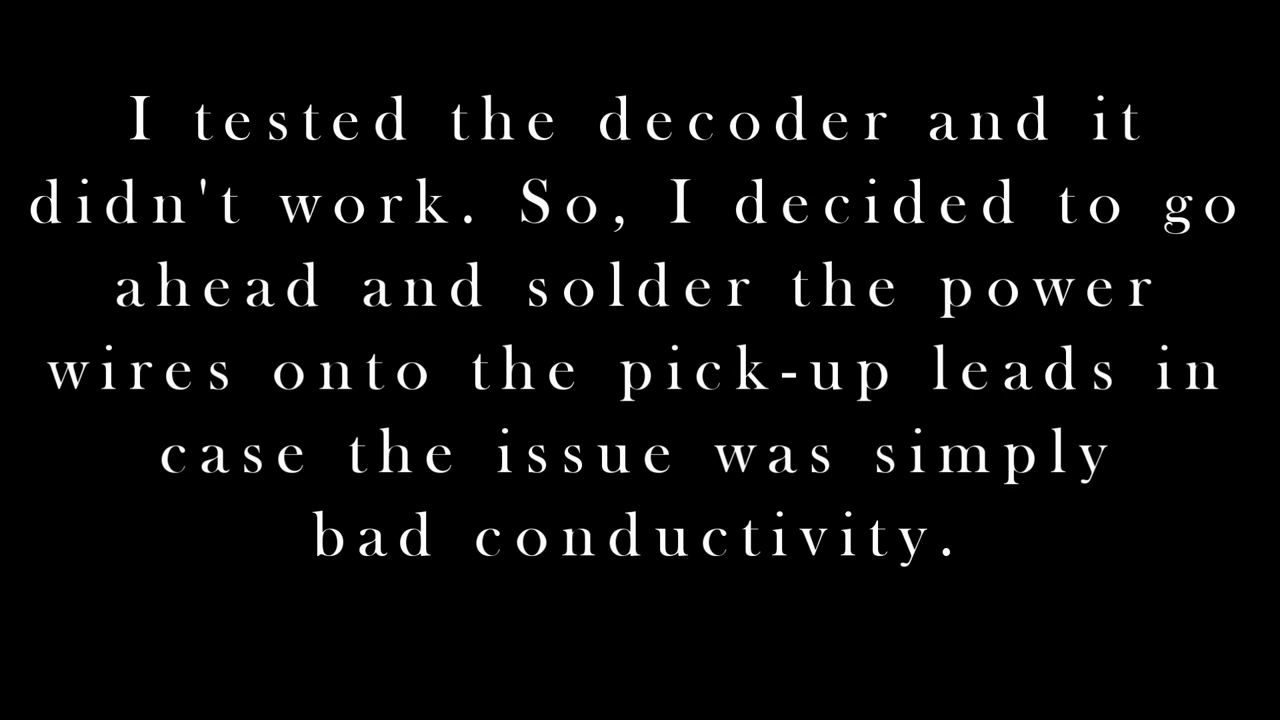 I tested the decoder and it
didn't work. So, I decided to go
ahead and solder the power
wires onto the pick-up leads in
case the issue was simply
bad conductivity.